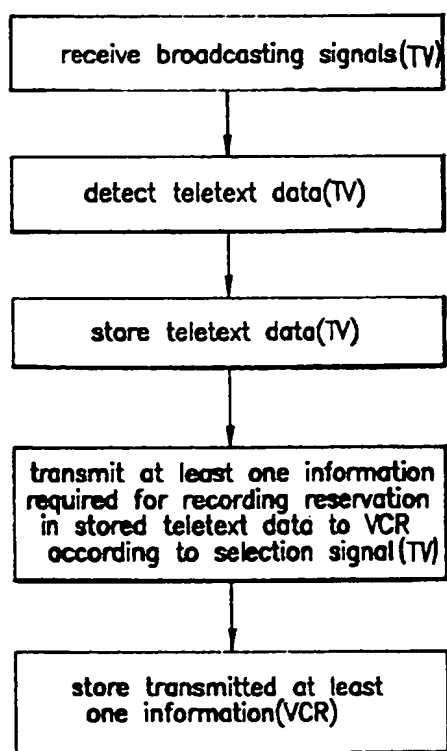 receive broadcasting signals(TV)
detect teletext data(TV)
store teletext data(TV)
transmit at least one information
required for recording reservation
in stored teletext data to VCR
according to selection signal(TV)
store transmitted at least
one information(VCR)